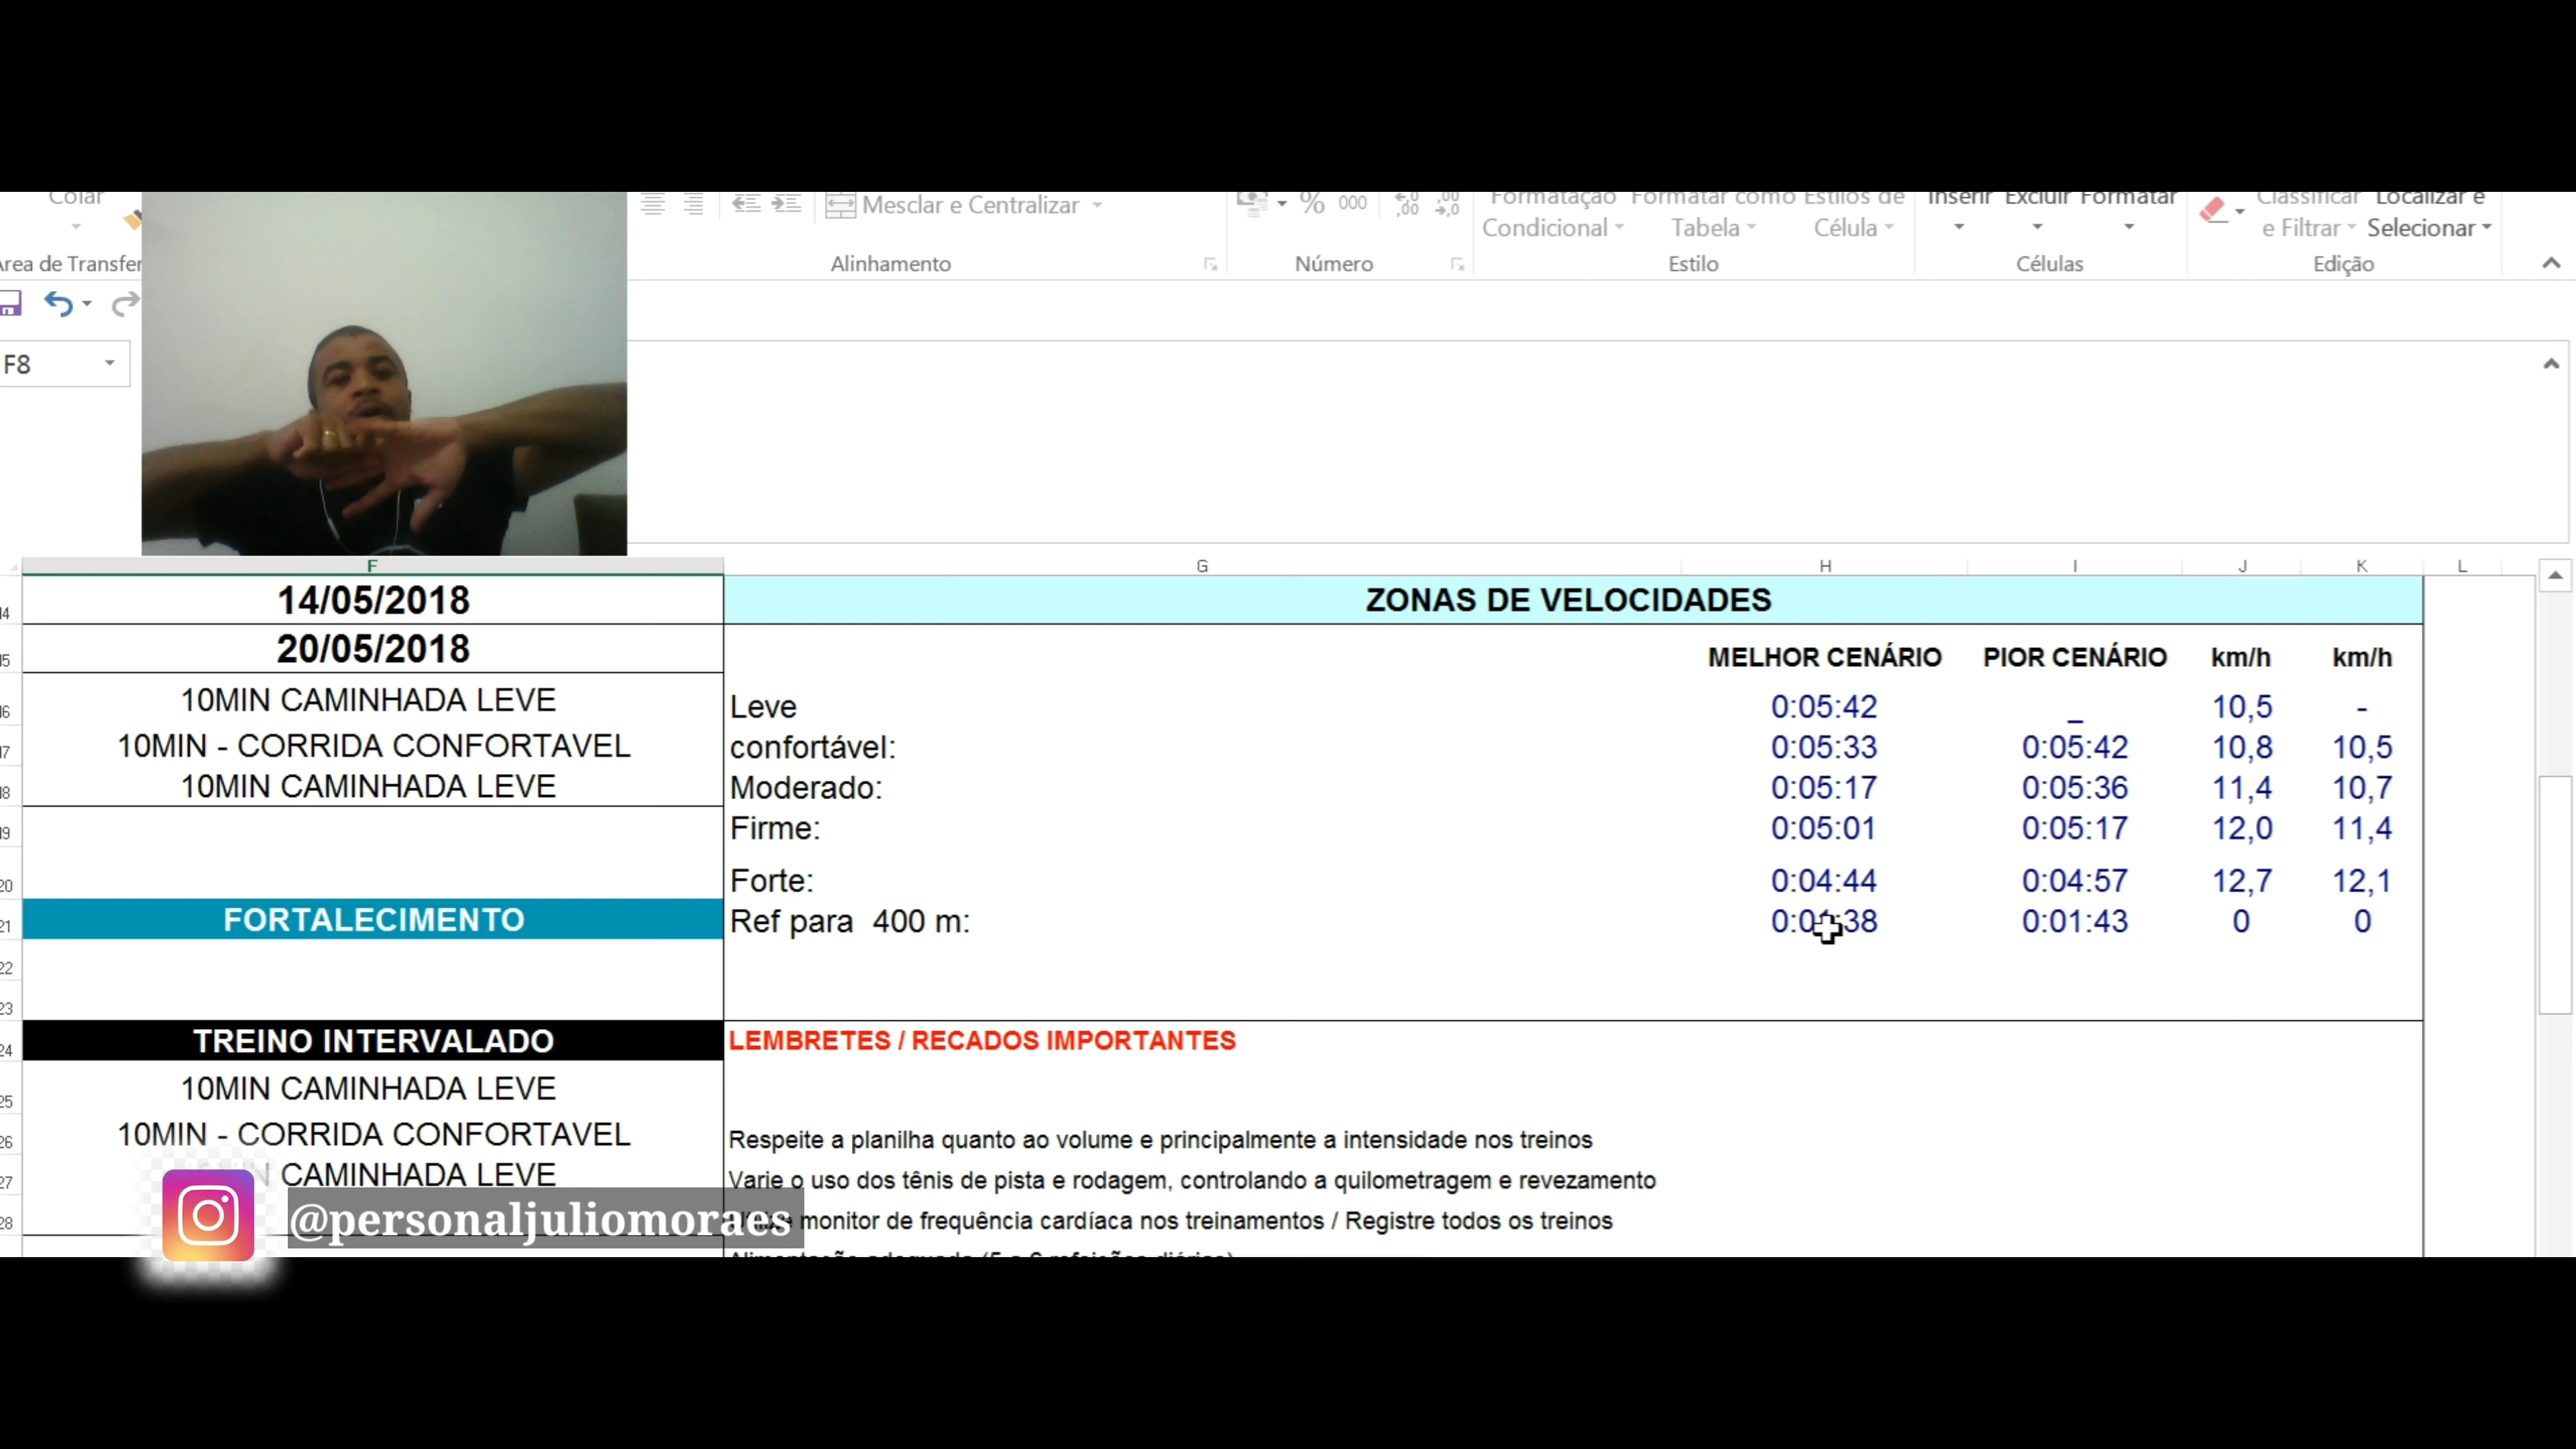 Colar
Mesclar e Centralizar
% 000
Formatação Formatar como Estilos de
Condicional Tabela Célula
Inserir Excluir Formatar
Classificar Localizar e
e Filtrar Selecionar
Área de Transfer
Alinhamento
Número
Estilo
Células
Edição
F8
F G H I J K L
14/05/2018
ZONAS DE VELOCIDADES
20/05/2018
MELHOR CENÁRIO PIOR CENÁRIO km/h km/h
10MIN CAMINHADA LEVE
Leve 0:05:42 _ 10,5 -
10MIN - CORRIDA CONFORTAVEL
confortável: 0:05:33 0:05:42 10,8 10,5
10MIN CAMINHADA LEVE
Moderado: 0:05:17 0:05:36 11,4 10,7
Firme: 0:05:01 0:05:17 12,0 11,4
Forte: 0:04:44 0:04:57 12,7 12,1
FORTALECIMENTO
Ref para 400 m: 0:01:38 0:01:43 0 0
TREINO INTERVALADO
LEMBRETES / RECADOS IMPORTANTES
10MIN CAMINHADA LEVE
10MIN - CORRIDA CONFORTAVEL
Respeite a planilha quanto ao volume e principalmente a intensidade nos treinos
CAMINHADA LEVE
Varie o uso dos tênis de pista e rodagem, controlando a quilometragem e revezamento
@personaljuliomoraes
monitor de frequência cardíaca nos treinamentos / Registre todos os treinos